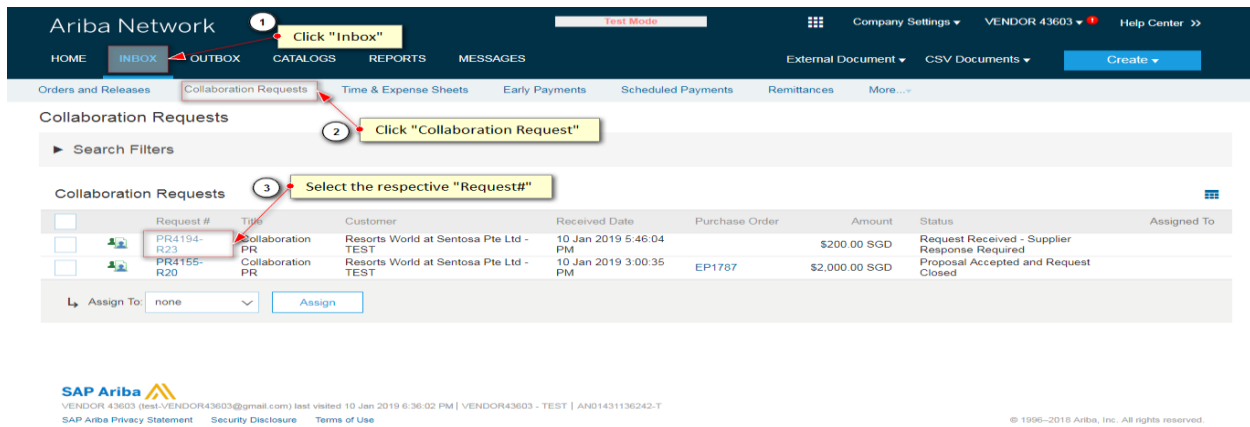 Ariba Network
Test Mode
Company Settings
VENDOR 43603
Help Center >>
1
Click "Inbox"
HOME INBOX OUTBOX CATALOGS REPORTS MESSAGES
External Document CSV Documents Create
Orders and Releases Collaboration Requests Time & Expense Sheets Early Payments Scheduled Payments Remittances More...
Collaboration Requests
2
Click "Collaboration Request"
Search Filters
3
Select the respective "Request#"
Collaboration Requests
Request # Title Customer Received Date Purchase Order Amount Status Assigned To
PR4194-R23 Collaboration PR Resorts World at Sentosa Pte Ltd - TEST 10 Jan 2019 5:46:04 PM $200.00 SGD Request Received - Supplier Response Required
PR4155-R20 Collaboration PR Resorts World at Sentosa Pte Ltd - TEST 10 Jan 2019 3:00:35 PM EP1787 $2,000.00 SGD Proposal Accepted and Request Closed
Assign To: none Assign
SAP Ariba
VENDOR 43603 (test-VENDOR43603@gmail.com) last visited 10 Jan 2019 6:36:02 PM | VENDOR43603 - TEST | AN01431136242-T
SAP Ariba Privacy Statement Security Disclosure Terms of Use
© 1996–2018 Ariba, Inc. All rights reserved.